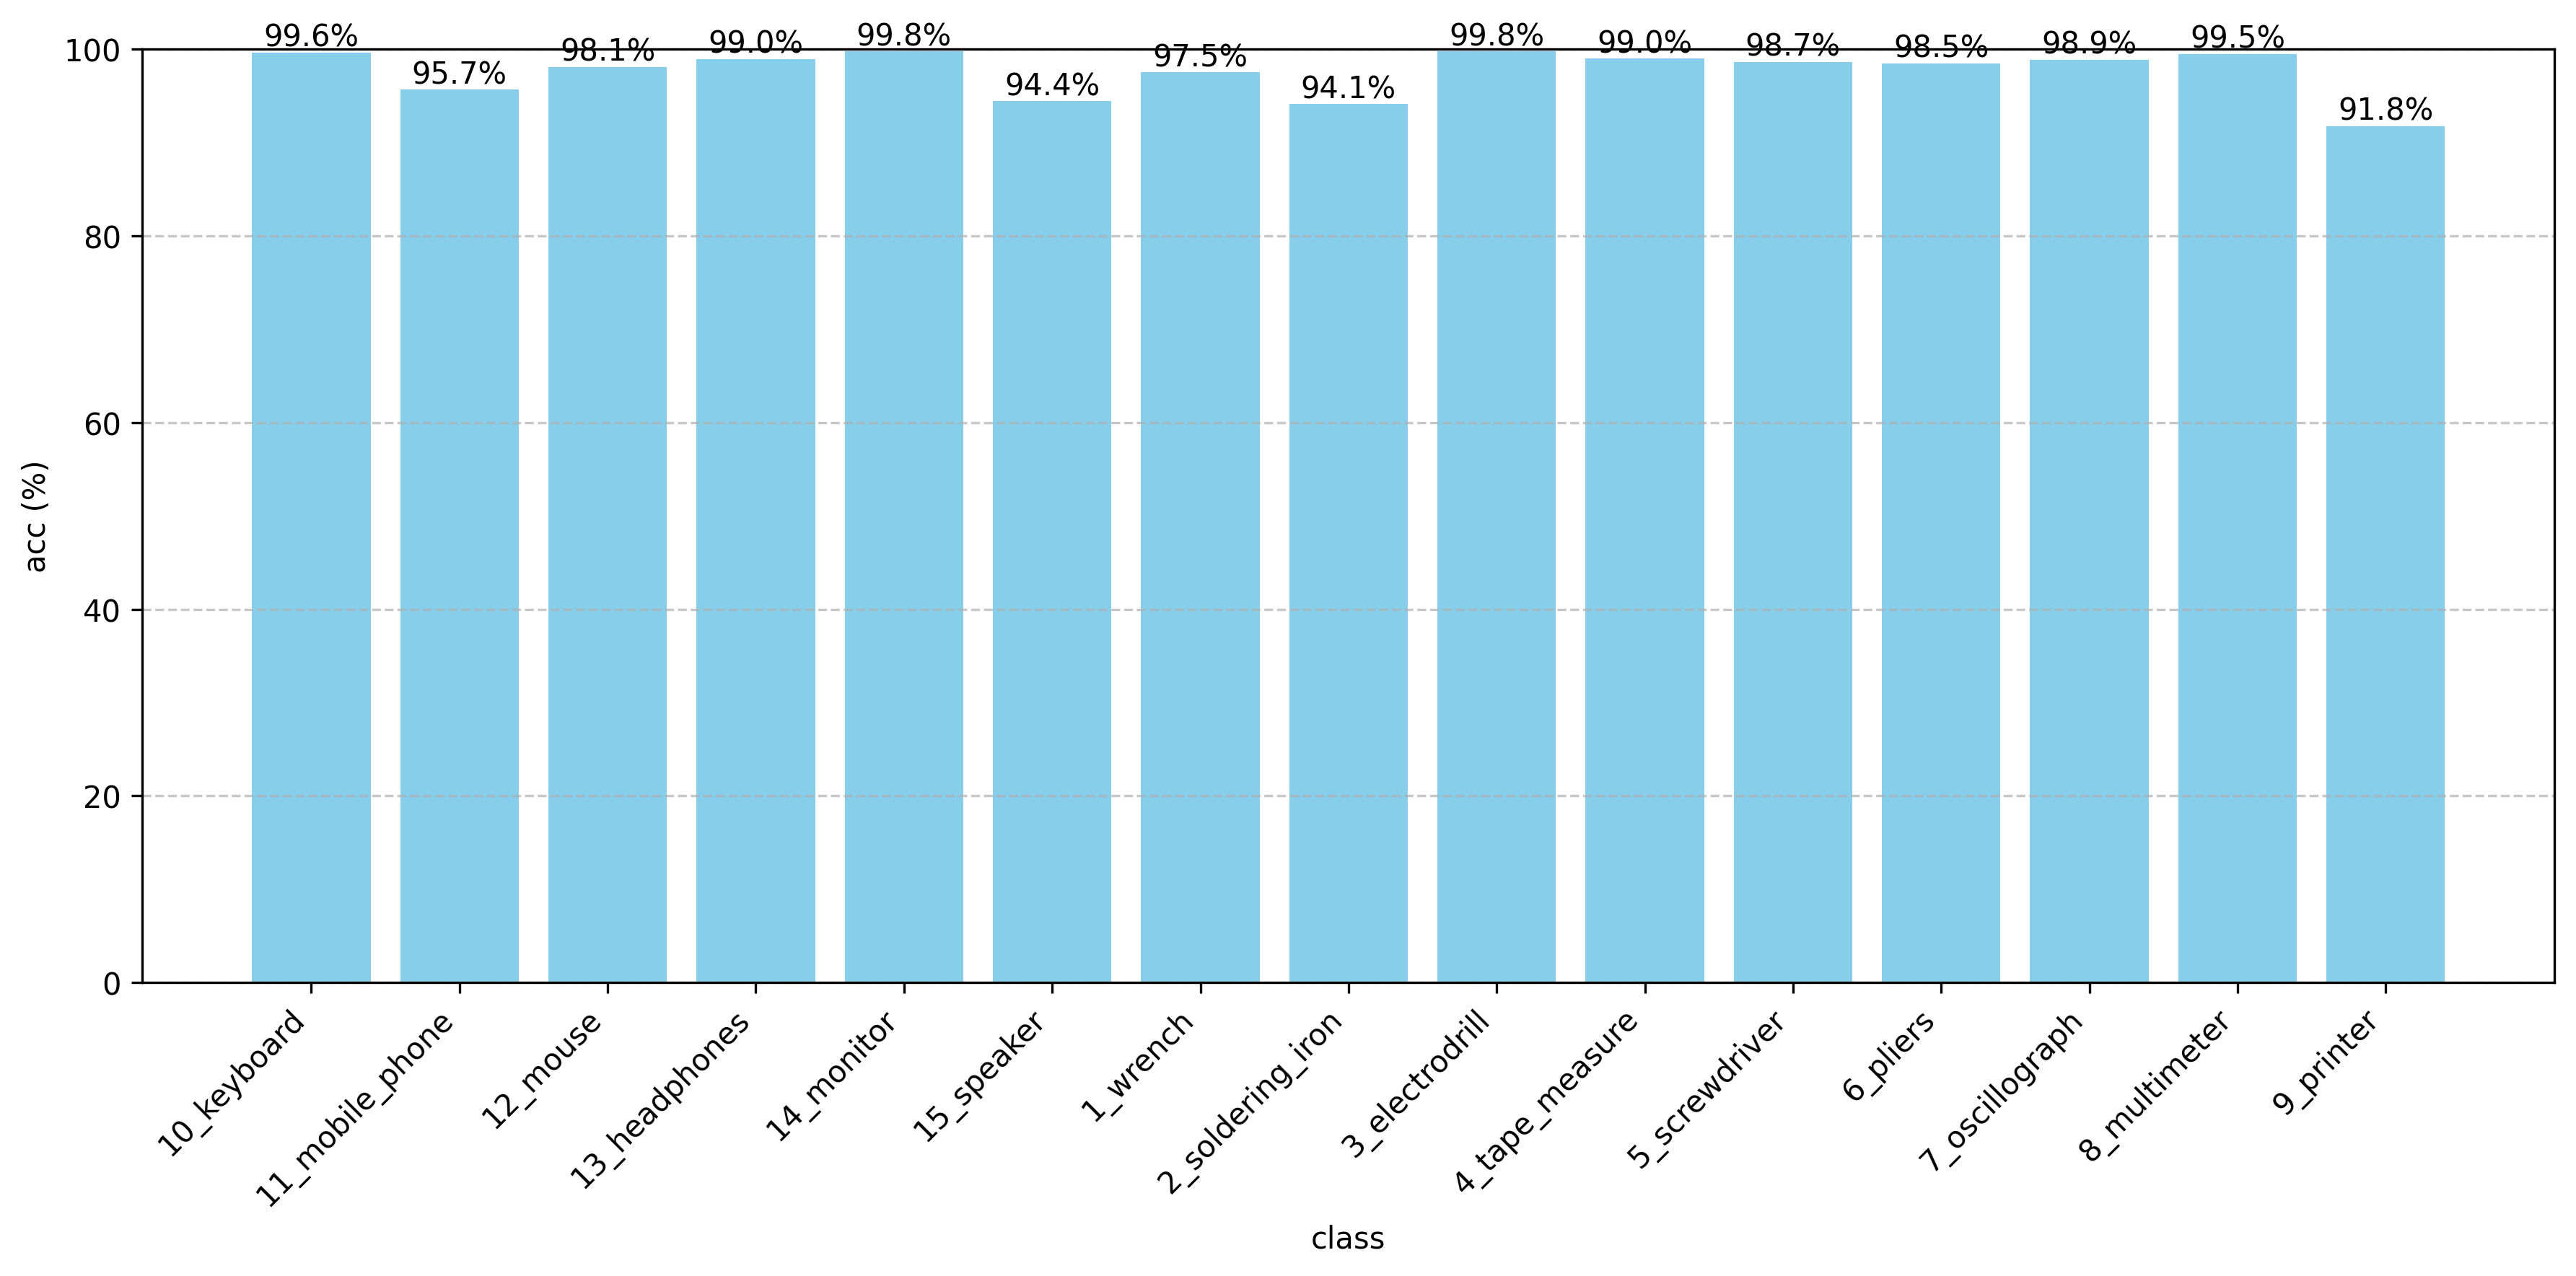 99.6%
95.7%
98.1%
99.0%
99.8%
94.4%
97.5%
94.1%
99.8%
99.0%
98.7%
98.5%
98.9%
99.5%
91.8%
100
80
60
40
20
0
acc (%)
10_keyboard
11_mobile_phone
12_mouse
13_headphones
14_monitor
15_speaker
1_wrench
2_soldering_iron
3_electrodrill
4_tape_measure
5_screwdriver
6_pliers
7_oscillograph
8_multimeter
9_printer
class